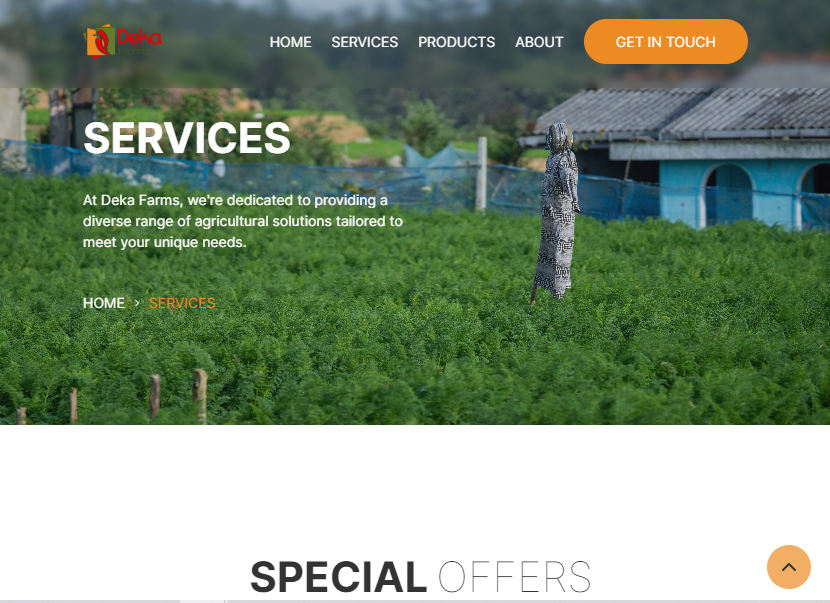 Deka
HOME SERVICES PRODUCTS ABOUT GET IN TOUCH
SERVICES
At Deka Farms, we're dedicated to providing a
diverse range of agricultural solutions tailored to
meet your unique needs.
HOME > SERVICES
SPECIAL OFFERS